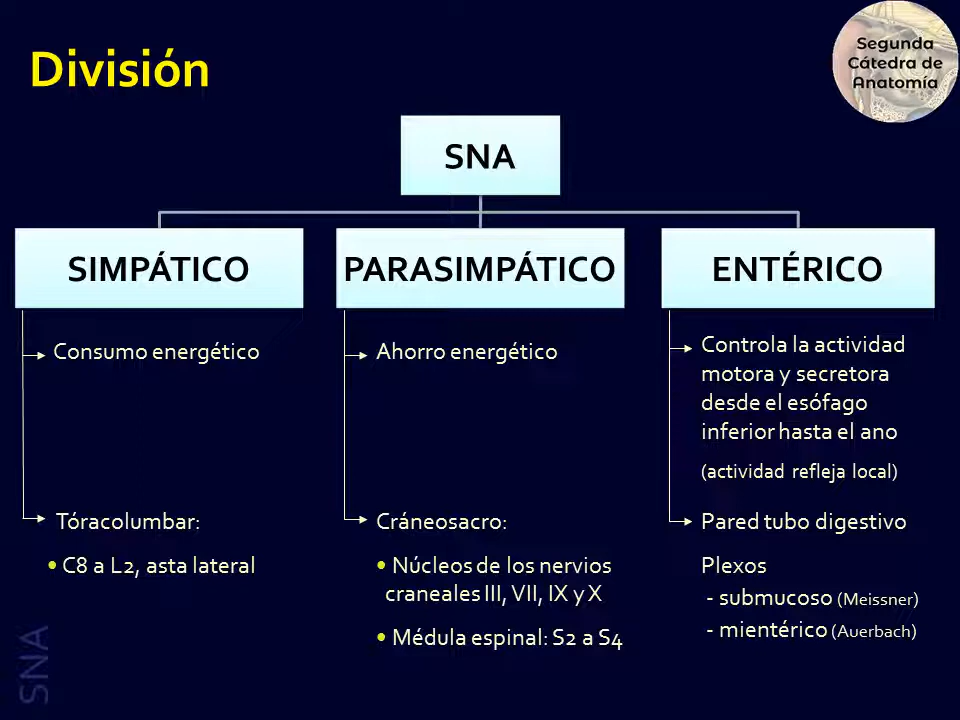 División
Segunda
Cátedra de
Anatomía
SNA
SIMPÁTICO
Consumo energético
Tóracolumbar:
• C8 a L2, asta lateral
PARASIMPÁTICO
Ahorro energético
Cráneosacro:
• Núcleos de los nervios
craneales III, VII, IX y X
• Médula espinal: S2 a S4
ENTÉRICO
Controla la actividad
motora y secretora
desde el esófago
inferior hasta el ano
(actividad refleja local)
Pared tubo digestivo
Plexos
- submucoso (Meissner)
- mientérico (Auerbach)
SNA